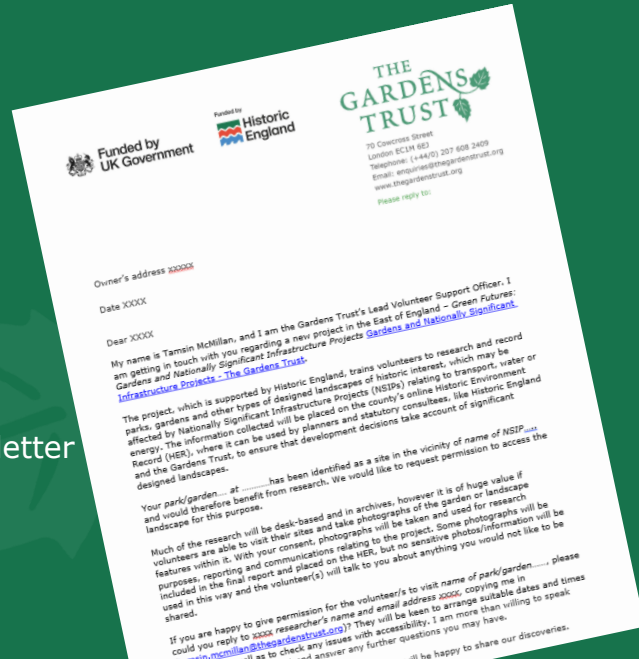 Funded by
UK Government
Funded by
Historic
England
THE
GARDENS
TRUST
70 Cowcross Street
London EC1M 6EJ
Telephone: (+44/0) 207 608 2409
Email: enquiries@thegardenstrust.org
www.thegardenstrust.org
Please reply to:
Owner's address xxxxx
Date XXXX
Dear XXXX
My name is Tamsin McMillan, and I am the Gardens Trust's Lead Volunteer Support Officer. I
am getting in touch with you regarding a new project in the East of England – Green Futures:
Gardens and Nationally Significant Infrastructure Projects Gardens and Nationally Significant
Infrastructure Projects - The Gardens Trust.
The project, which is supported by Historic England, trains volunteers to research and record
parks, gardens and other types of designed landscapes of historic interest, which may be
affected by Nationally Significant Infrastructure Projects (NSIPs) relating to transport, water or
energy. The information collected will be placed on the county's online Historic Environment
Record (HER), where it can be used by planners and statutory consultees, like Historic England
and the Gardens Trust, to ensure that development decisions take account of significant
designed landscapes.
Your park/garden.... at ...........has been identified as a site in the vicinity of name of NSIP.....
and would therefore benefit from research. We would like to request permission to access the
landscape for this purpose.
Much of the research will be desk-based and in archives, however it is of huge value if
volunteers are able to visit their sites and take photographs of the garden or landscape
features within it. With your consent, photographs will be taken and used for research
purposes, reporting and communications relating to the project. Some photographs will be
included in the final report and placed on the HER, but no sensitive photos/information will be
used in this way and the volunteer(s) will talk to you about anything you would not like to be
shared.
If you are happy to give permission for the volunteer/s to visit name of park/garden......, please
could you reply to xxxx researcher's name and email address xxxx, copying me in
sin.mcmillan@thegardenstrust.org)? They will be keen to arrange suitable dates and times
ell as to check any issues with accessibility. I am more than willing to speak
and answer any further questions you may have.
be happy to share our discoveries.
etter